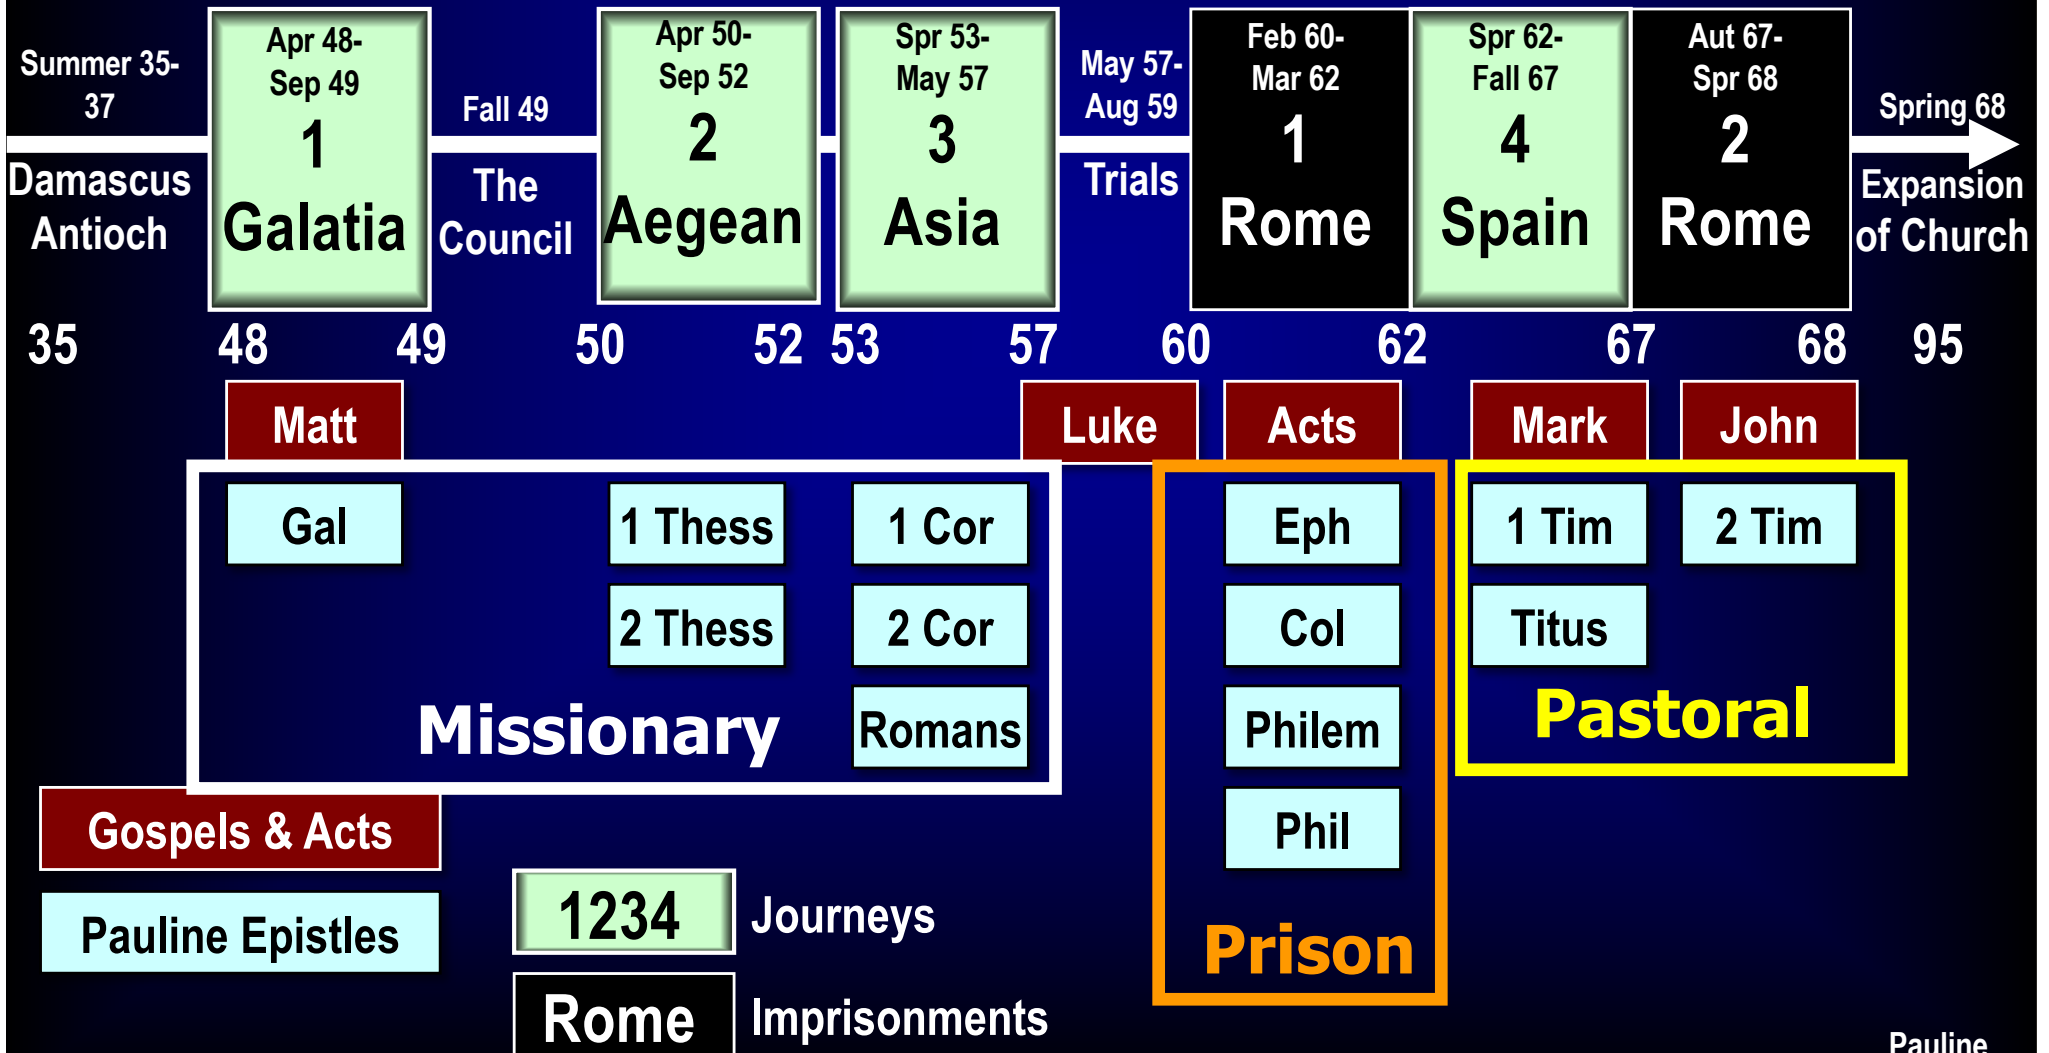 Summer 35-
37
Damascus
Antioch
Apr 48-
Sep 49
1
Galatia
Fall 49
The
Council
Apr 50-
Sep 52
2
Aegean
Spr 53-
May 57
3
Asia
May 57-
Aug 59
Trials
Feb 60-
Mar 62
1
Rome
Spr 62-
Fall 67
4
Spain
Aut 67-
Spr 68
2
Rome
Spring 68
Expansion
of Church
35 48 49 50 52 53 57 60 62 67 68 95
Matt Luke Acts Mark John
Gal 1 Thess 1 Cor Eph 1 Tim 2 Tim
2 Thess 2 Cor Col Titus
Missionary Romans Philem Pastoral
Gospels & Acts Phil
Pauline Epistles 1234 Journeys Prison
Rome Imprisonments
Pauline